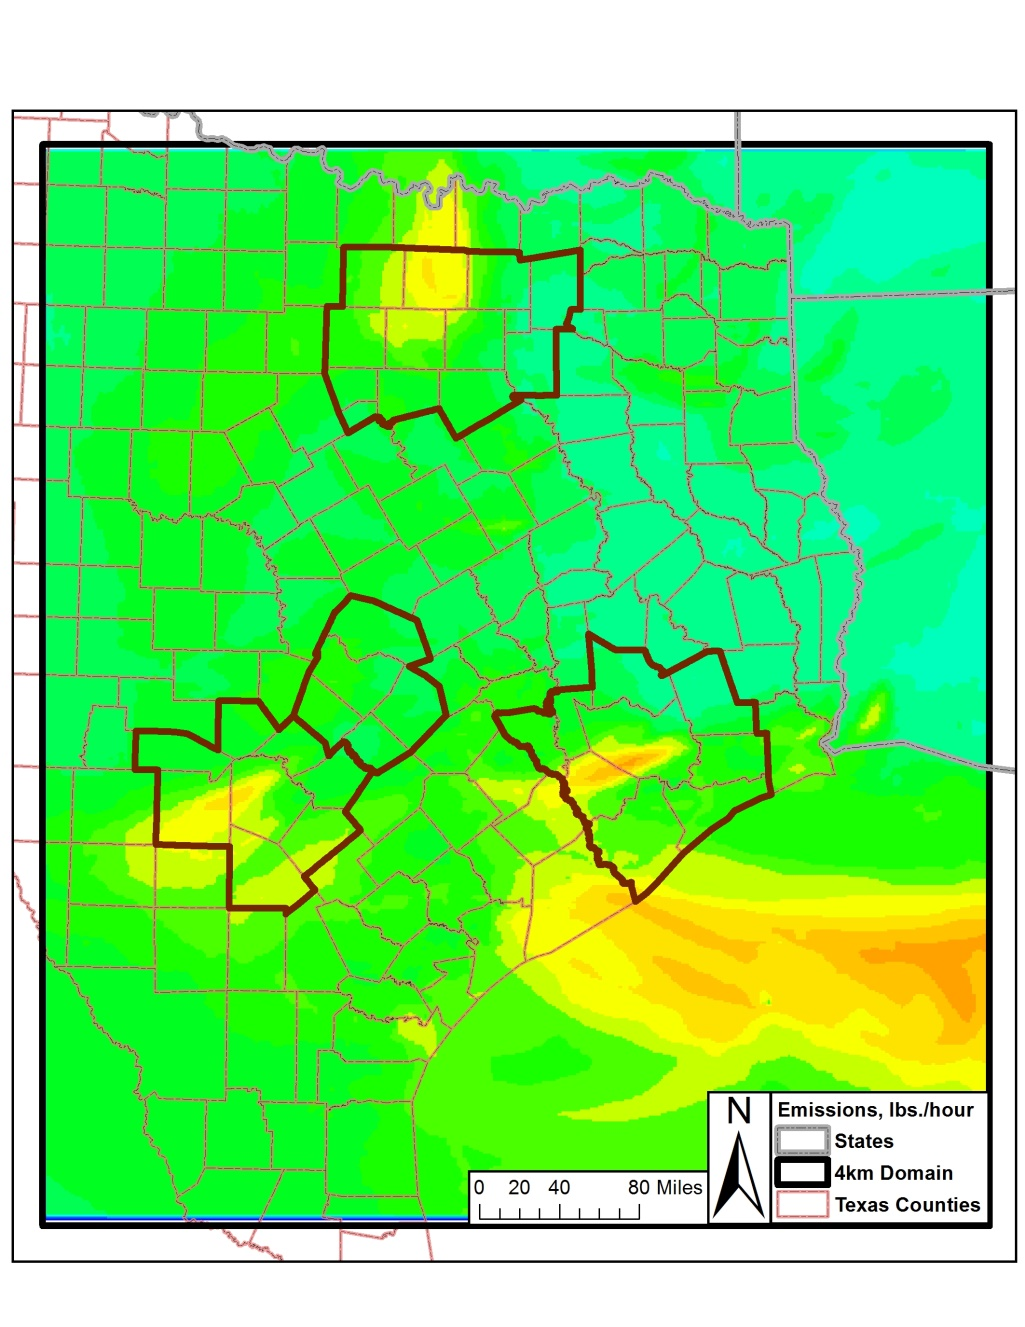 N
Emissions, lbs./hour
States
4km Domain
Texas Counties
0 20 40 80 Miles